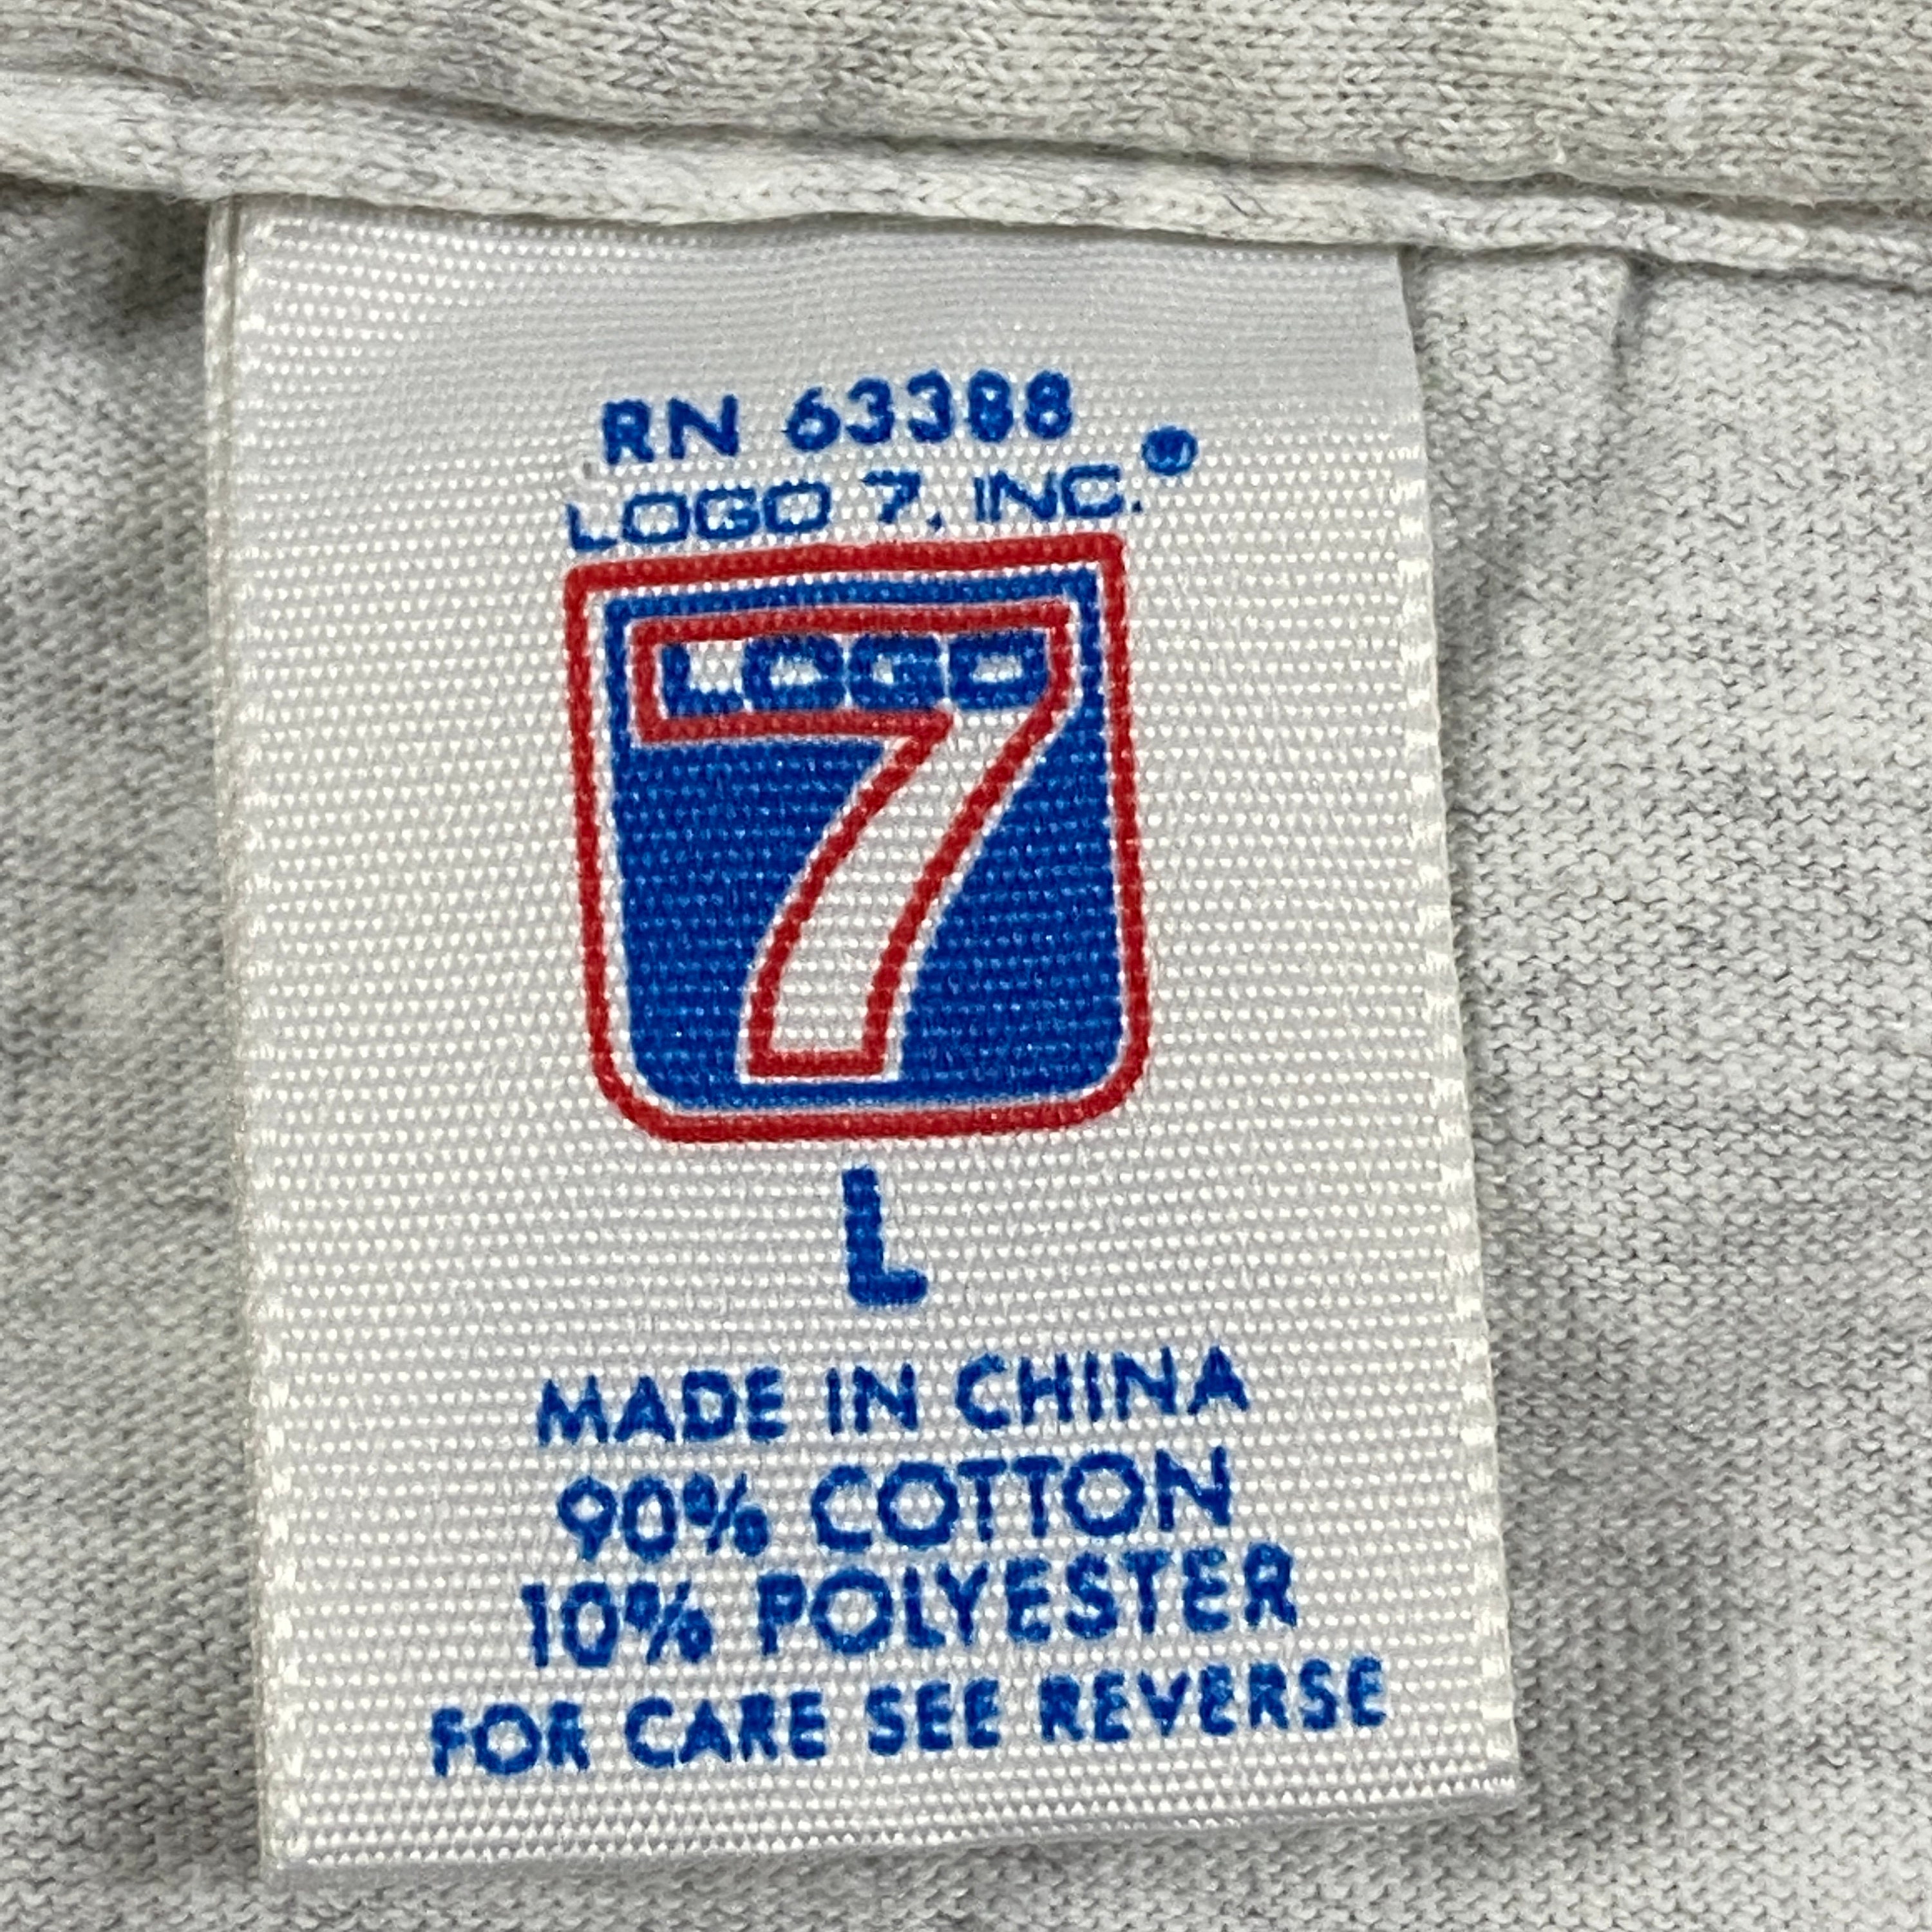 RN 63388
LOGO 7, INC.®
LOGO
7
L
MADE IN CHINA
90% COTTON
10% POLYESTER
FOR CARE SEE REVERSE